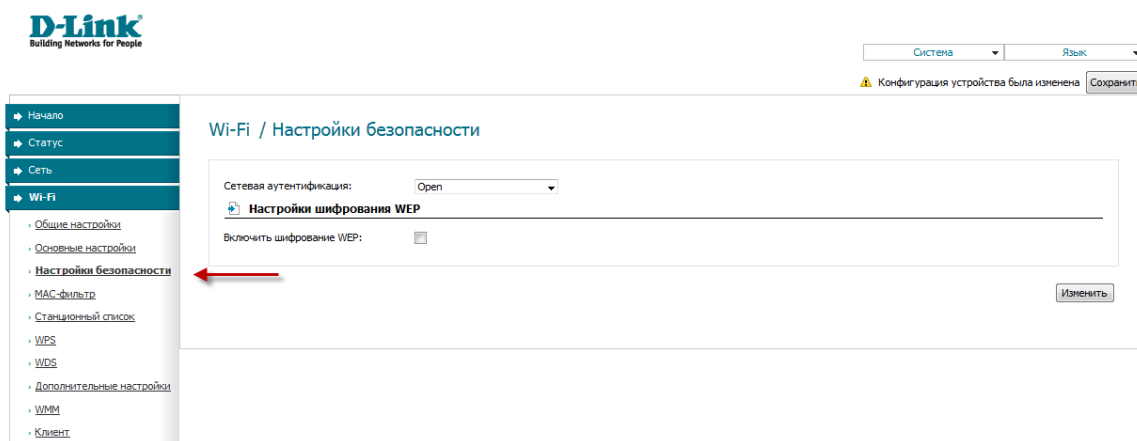 D-Link
Building Networks for People
Система Язык
Конфигурация устройства была изменена Сохранить
Начало
Статус
Сеть
Wi-Fi
Общие настройки
Основные настройки
Настройки безопасности
MAC-фильтр
Станционный список
WPS
WDS
Дополнительные настройки
WMM
Клиент
Wi-Fi / Настройки безопасности
Сетевая аутентификация: Open
Настройки шифрования WEP
Включить шифрование WEP:
Изменить